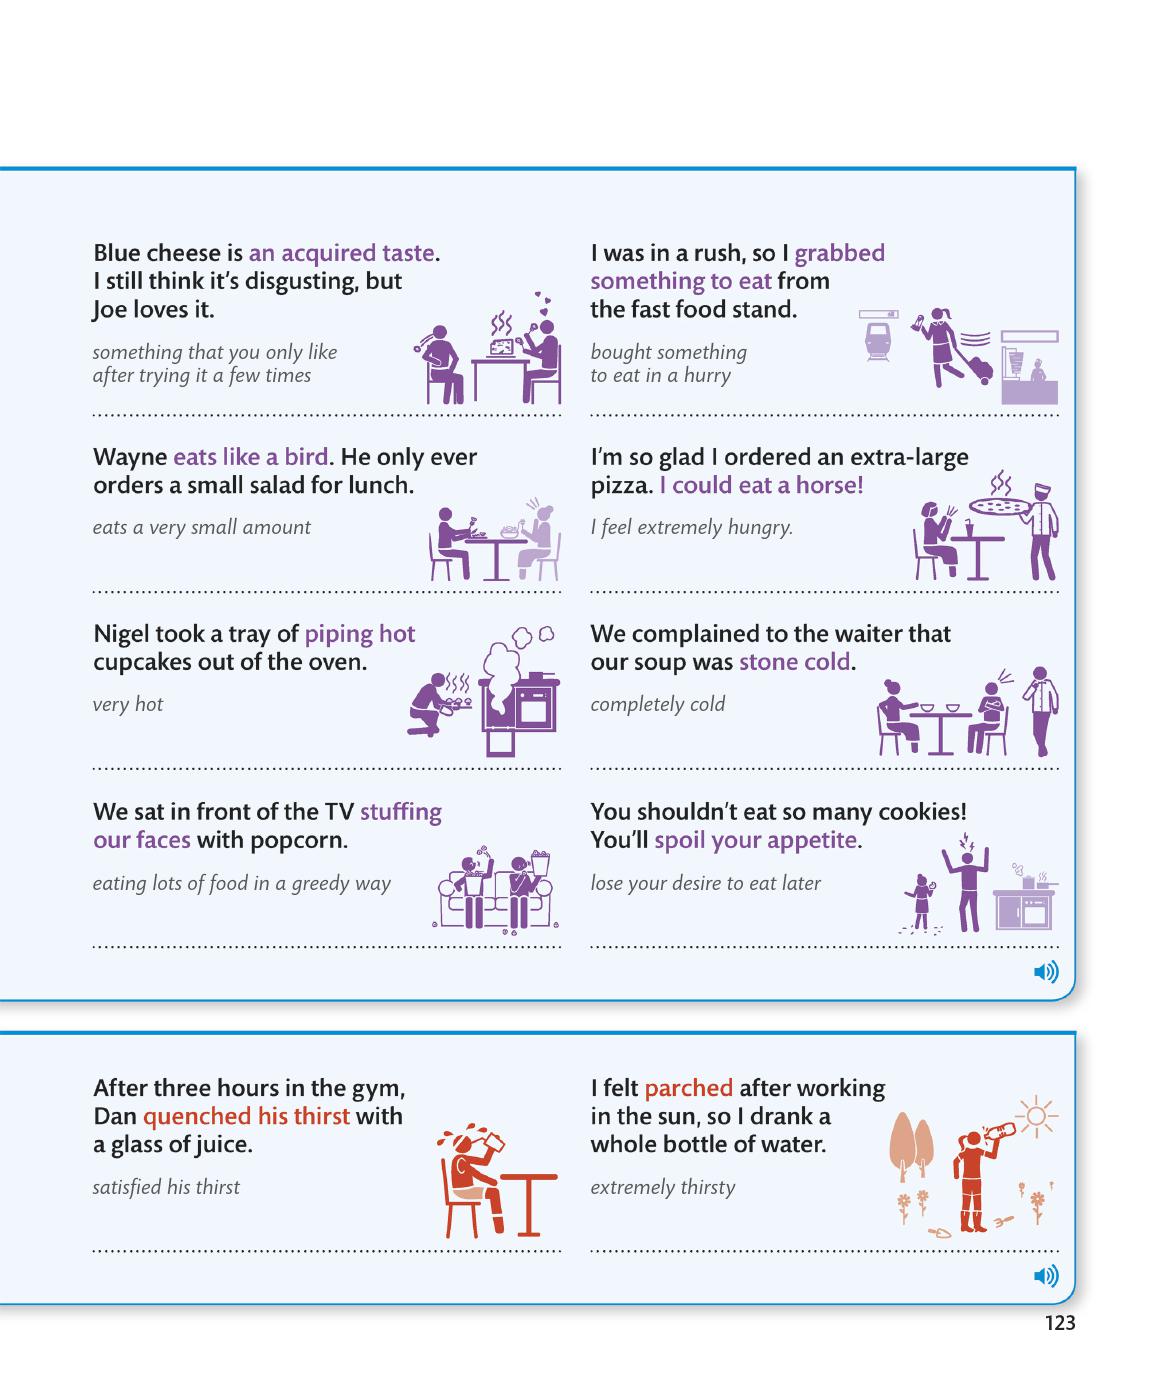 Blue cheese is an acquired taste.
I still think it’s disgusting, but
Joe loves it.
something that you only like
after trying it a few times
I was in a rush, so I grabbed
something to eat from
the fast food stand.
bought something
to eat in a hurry
Wayne eats like a bird. He only ever
orders a small salad for lunch.
eats a very small amount
I’m so glad I ordered an extra-large
pizza. I could eat a horse!
I feel extremely hungry.
Nigel took a tray of piping hot
cupcakes out of the oven.
very hot
We complained to the waiter that
our soup was stone cold.
completely cold
We sat in front of the TV stuffing
our faces with popcorn.
eating lots of food in a greedy way
You shouldn’t eat so many cookies!
You’ll spoil your appetite.
lose your desire to eat later
After three hours in the gym,
Dan quenched his thirst with
a glass of juice.
satisfied his thirst
I felt parched after working
in the sun, so I drank a
whole bottle of water.
extremely thirsty
123